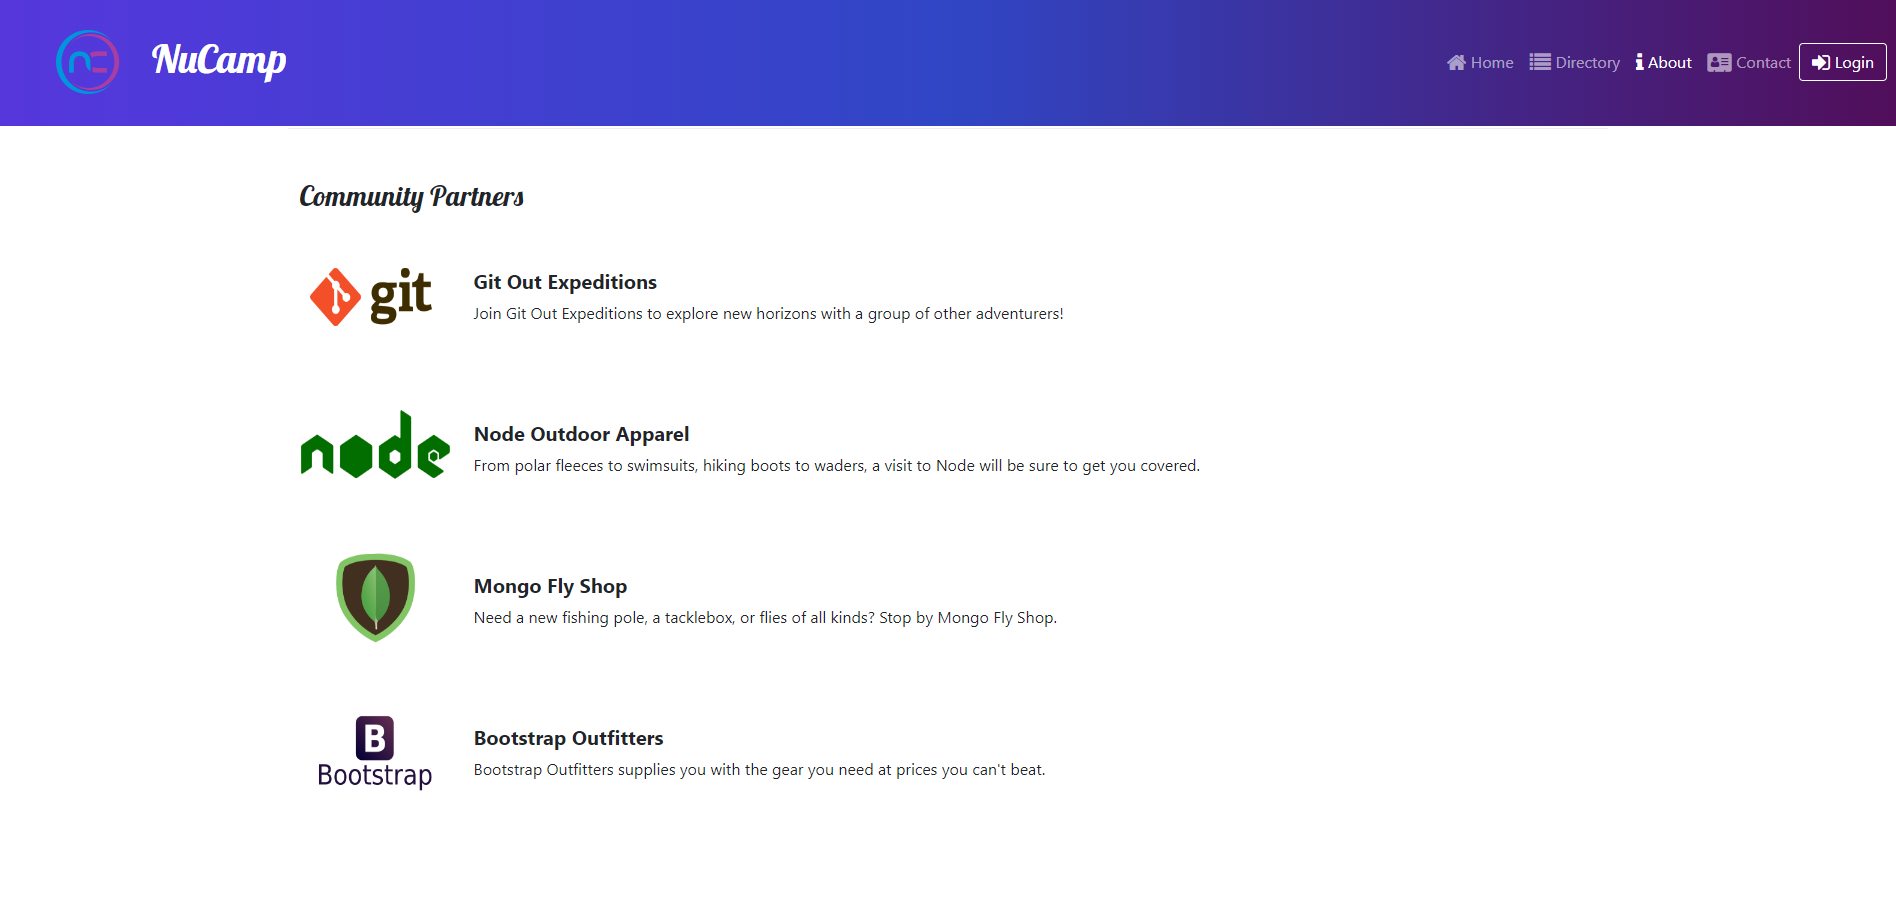 NuCamp
Home Directory About Contact Login
Community Partners
git
Git Out Expeditions
Join Git Out Expeditions to explore new horizons with a group of other adventurers!
node
Node Outdoor Apparel
From polar fleeces to swimsuits, hiking boots to waders, a visit to Node will be sure to get you covered.
Mongo Fly Shop
Need a new fishing pole, a tacklebox, or flies of all kinds? Stop by Mongo Fly Shop.
B
Bootstrap
Bootstrap Outfitters
Bootstrap Outfitters supplies you with the gear you need at prices you can't beat.